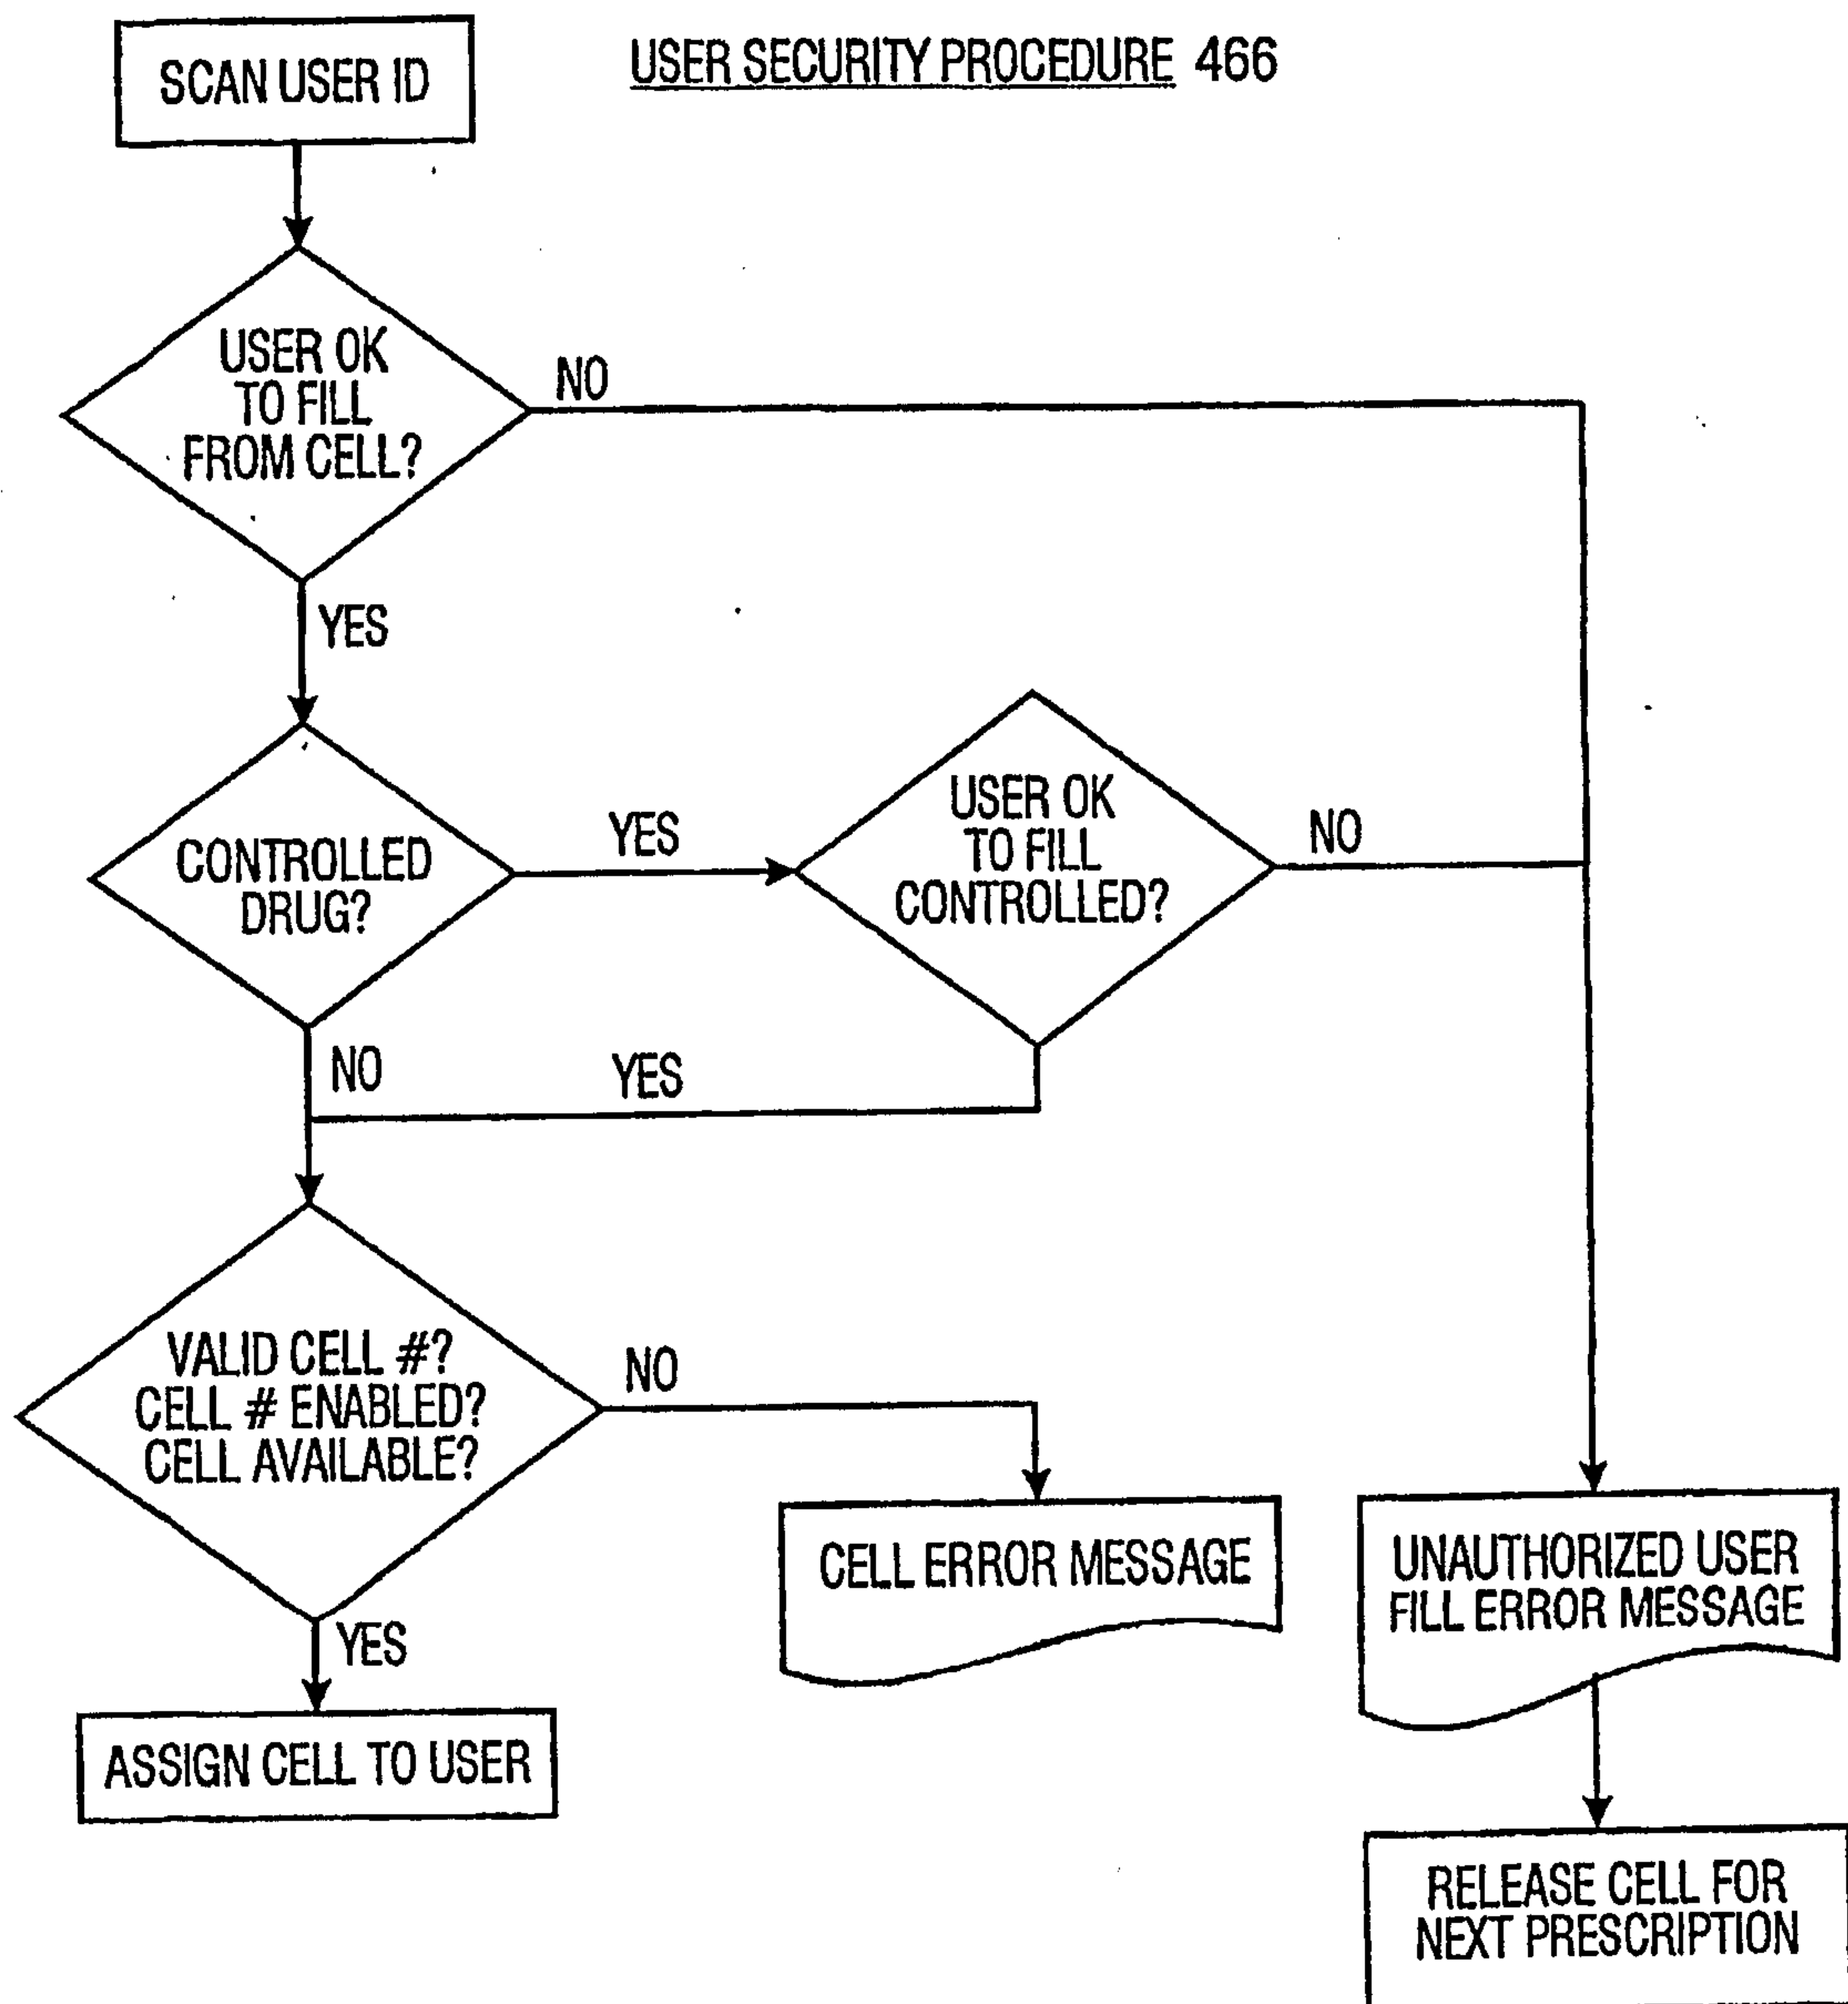 SCAN USER ID
USER SECURITY PROCEDURE 466
USER OK
TO FILL
FROM CELL?
NO
YES
CONTROLLED
DRUG?
YES
USER OK
TO FILL
CONTROLLED?
NO
NO
YES
VALID CELL #?
CELL # ENABLED?
CELL AVAILABLE?
NO
YES
CELL ERROR MESSAGE
UNAUTHORIZED USER
FILL ERROR MESSAGE
ASSIGN CELL TO USER
RELEASE CELL FOR
NEXT PRESCRIPTION